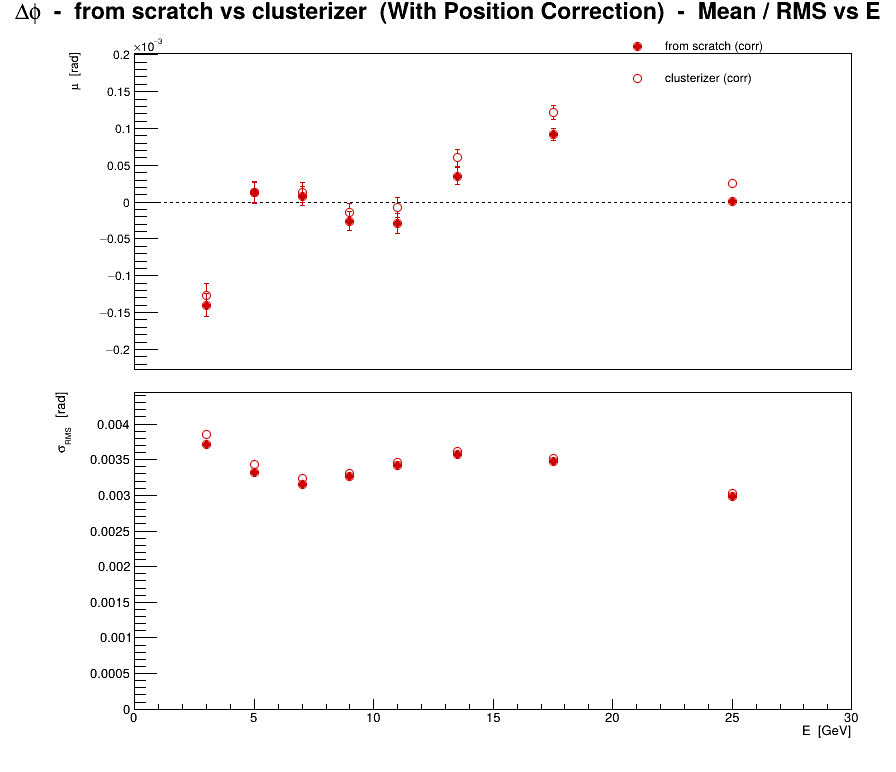 Δϕ - from scratch vs clusterizer (With Position Correction) - Mean / RMS vs E
×10⁻³
μ [rad]
from scratch (corr)
clusterizer (corr)
0.2
0.15
0.1
0.05
0
−0.05
−0.1
−0.15
−0.2
σRMS [rad]
0.004
0.0035
0.003
0.0025
0.002
0.0015
0.001
0.0005
0
0 5 10 15 20 25 30
E [GeV]